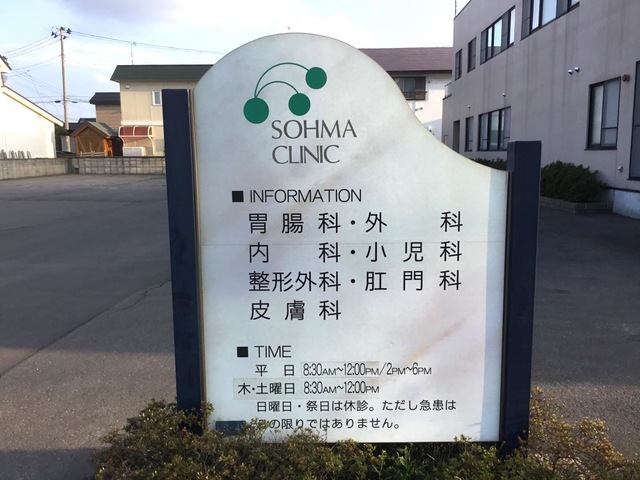 SOHMA
CLINIC
■ INFORMATION
胃腸科・外科
内科・小児科
整形外科・肛門科
皮膚科
■ TIME
平日 8:30AM~12:00PM/2PM~6PM
木・土曜日 8:30AM~12:00PM
日曜日・祭日は休診。ただし急患は
の限りではありません。